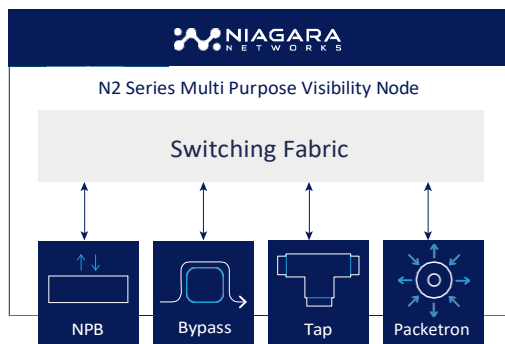 NIAGARA
NETWORKS
N2 Series Multi Purpose Visibility Node
Switching Fabric
NPB
Bypass
Tap
Packetron